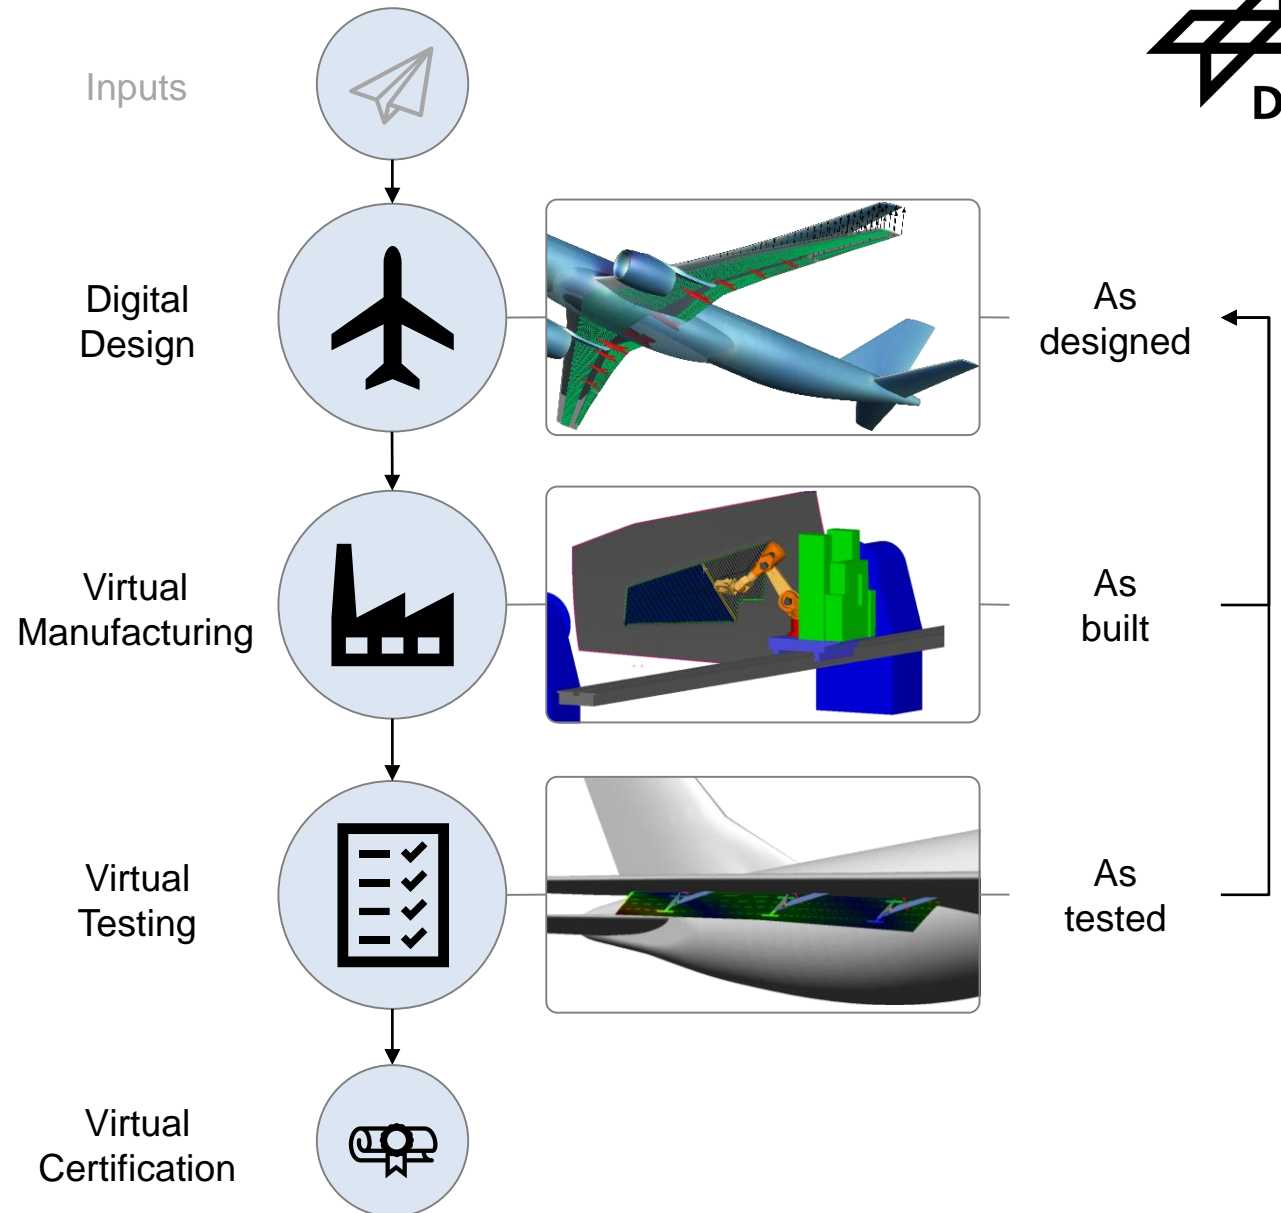 Inputs
D
Digital
Design
As
designed
Virtual
Manufacturing
As
built
Virtual
Testing
As
tested
Virtual
Certification